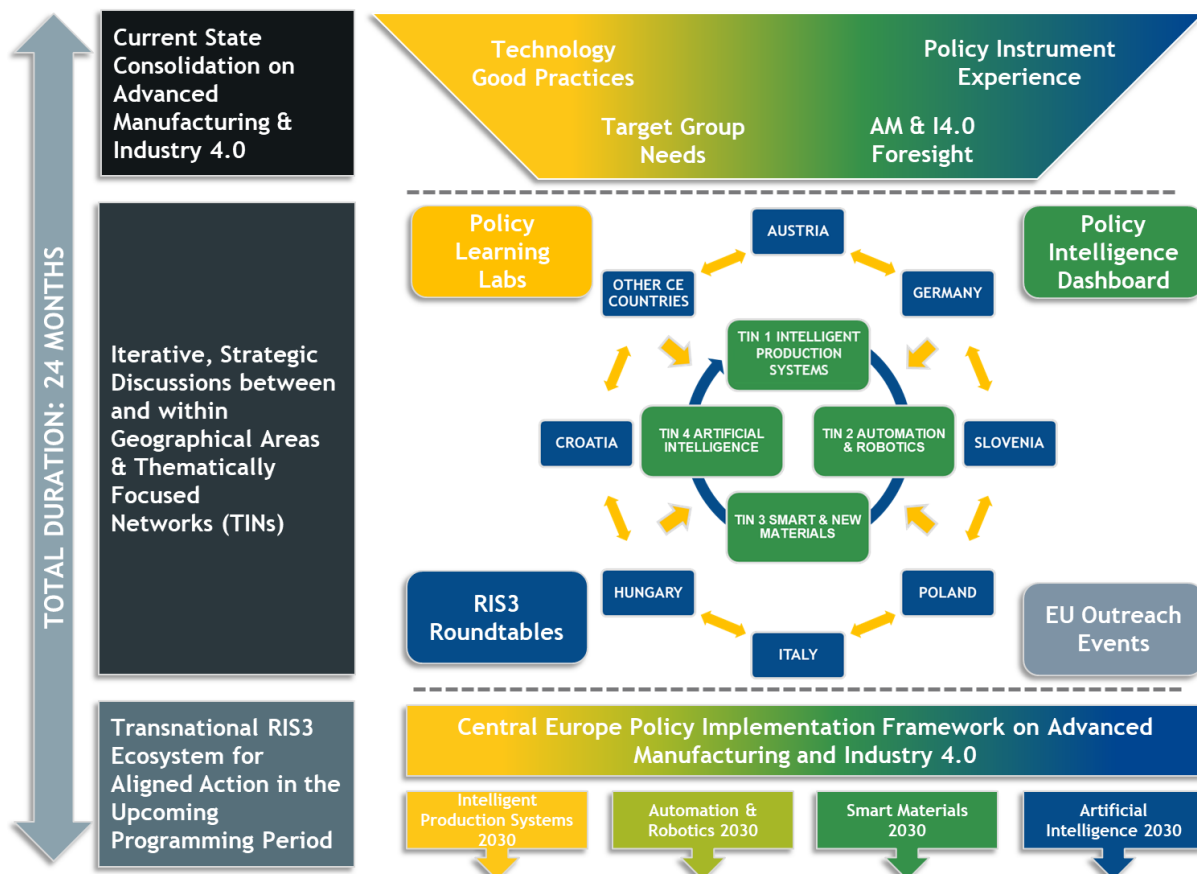 TOTAL DURATION: 24 MONTHS
Current State
Consolidation on
Advanced
Manufacturing &
Industry 4.0
Technology
Good Practices
Policy Instrument
Experience
Target Group
Needs
AM & I4.0
Foresight
Iterative, Strategic
Discussions between
and within
Geographical Areas
& Thematically
Focused
Networks (TINs)
Policy
Learning
Labs
Policy
Intelligence
Dashboard
AUSTRIA
OTHER CE
COUNTRIES
GERMANY
TIN 1 INTELLIGENT
PRODUCTION
SYSTEMS
CROATIA
TIN 4 ARTIFICIAL
INTELLIGENCE
TIN 2 AUTOMATION
& ROBOTICS
SLOVENIA
TIN 3 SMART & NEW
MATERIALS
HUNGARY
POLAND
ITALY
RIS3
Roundtables
EU Outreach
Events
Transnational RIS3
Ecosystem for
Aligned Action in the
Upcoming
Programming Period
Central Europe Policy Implementation Framework on Advanced
Manufacturing and Industry 4.0
Intelligent
Production Systems
2030
Automation &
Robotics 2030
Smart Materials
2030
Artificial
Intelligence 2030